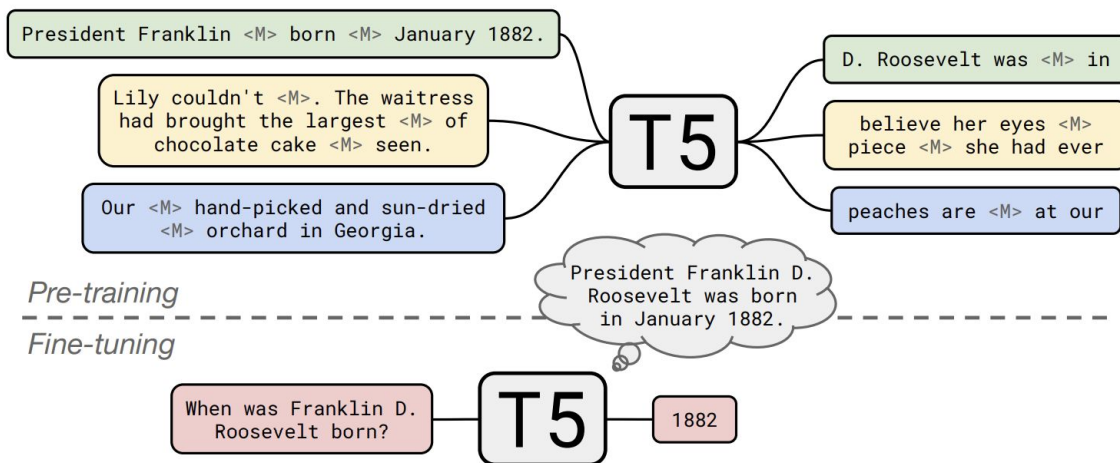 President Franklin <M> born <M> January 1882.
Lily couldn't <M>. The waitress
had brought the largest <M> of
chocolate cake <M> seen.
Our <M> hand-picked and sun-dried
<M> orchard in Georgia.
T5
D. Roosevelt was <M> in
believe her eyes <M>
piece <M> she had ever
peaches are <M> at our
Pre-training
President Franklin D.
Roosevelt was born
in January 1882.
Fine-tuning
When was Franklin D.
Roosevelt born?
T5
1882